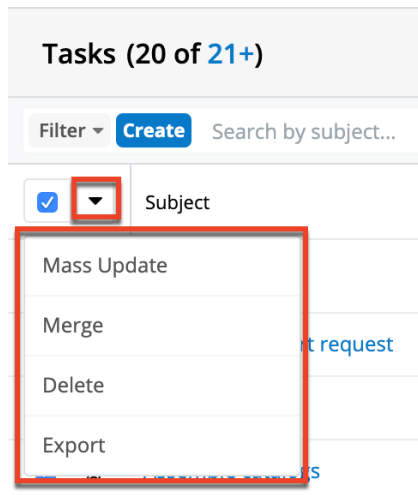 Tasks (20 of 21+)
Filter Create Search by subject...
Subject
Mass Update
Merge
request
Delete
Export